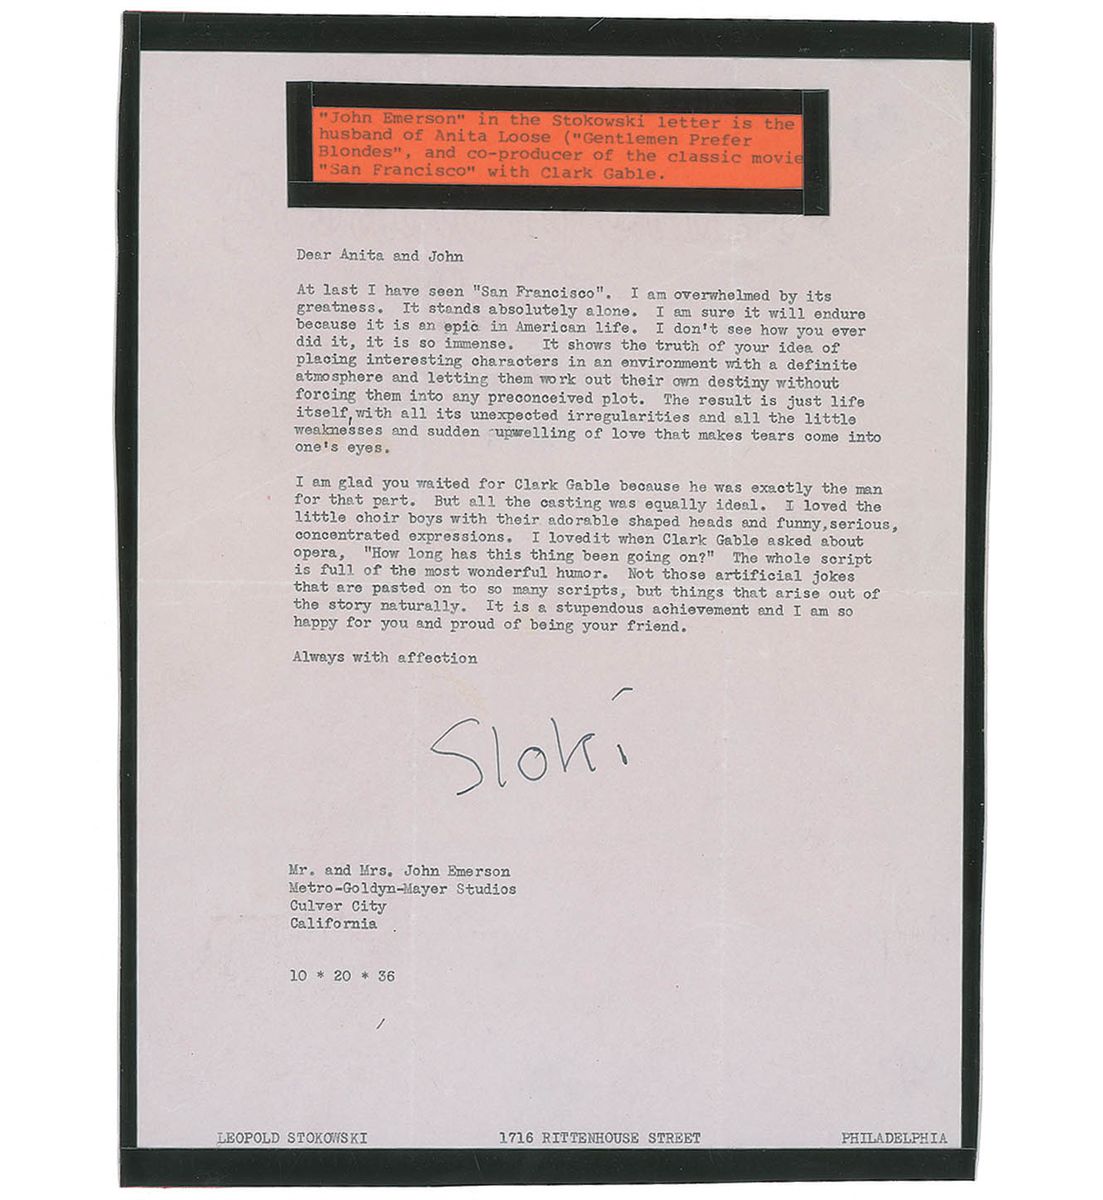 "John Emerson" in the Stokowski letter is the
husband of Anita Loose ("Gentlemen Prefer
Blondes", and co-producer of the classic movie
"San Francisco" with Clark Gable.
Dear Anita and John
At last I have seen "San Francisco". I am overwhelmed by its
greatness. It stands absolutely alone. I am sure it will endure
because it is an epic in American life. I don't see how you ever
did it, it is so immense. It shows the truth of your idea of
placing interesting characters in an environment with a definite
atmosphere and letting them work out their own destiny without
forcing them into any preconceived plot. The result is just life
itself, with all its unexpected irregularities and all the little
weaknesses and sudden upwelling of love that makes tears come into
one's eyes.
I am glad you waited for Clark Gable because he was exactly the man
for that part. But all the casting was equally ideal. I loved the
little choir boys with their adorable shaped heads and funny,serious,
concentrated expressions. I lovedit when Clark Gable asked about
opera, "How long has this thing been going on?" The whole script
is full of the most wonderful humor. Not those artificial jokes
that are pasted on to so many scripts, but things that arise out of
the story naturally. It is a stupendous achievement and I am so
happy for you and proud of being your friend.
Always with affection
Stoki
Mr. and Mrs. John Emerson
Metro-Goldyn-Mayer Studios
Culver City
California
10 * 20 * 36
LEOPOLD STOKOWSKI 1716 RITTENHOUSE STREET PHILADELPHIA